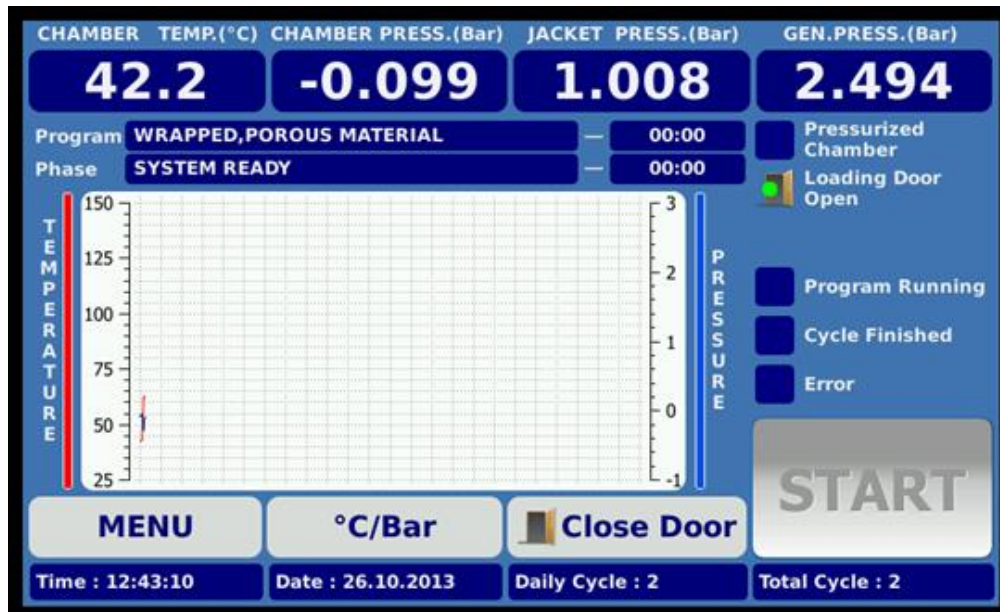 CHAMBER TEMP.(°C) CHAMBER PRESS.(Bar) JACKET PRESS.(Bar) GEN.PRESS.(Bar)
42.2 -0.099 1.008 2.494
Program WRAPPED,POROUS MATERIAL — 00:00
Phase SYSTEM READY — 00:00
Pressurized
Chamber
Loading Door
Open
Program Running
Cycle Finished
Error
TEMPERATURE
150
125
100
75
50
25
3
2
1
0
-1
PRESSURE
START
MENU °C/Bar Close Door
Time : 12:43:10 Date : 26.10.2013 Daily Cycle : 2 Total Cycle : 2